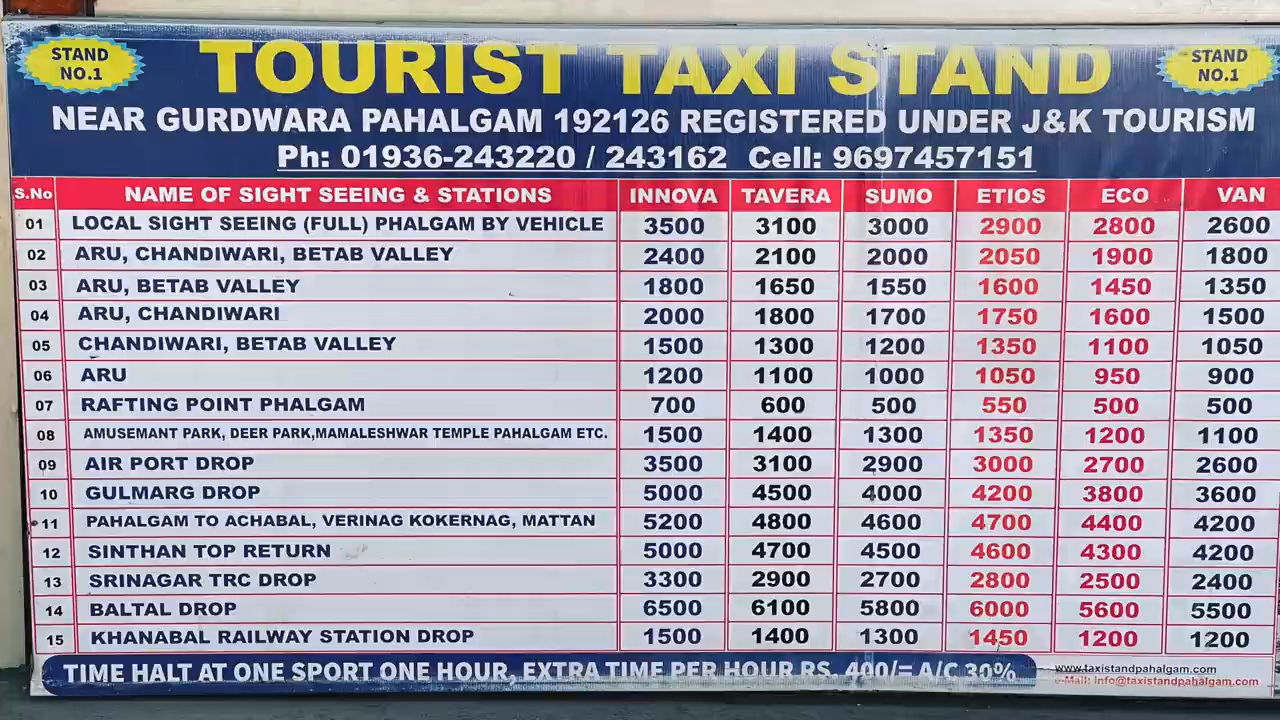 STAND NO.1
TOURIST TAXI STAND
STAND NO.1
NEAR GURDWARA PAHALGAM 192126 REGISTERED UNDER J&K TOURISM
Ph: 01936-243220 / 243162 Cell: 9697457151
S.No NAME OF SIGHT SEEING & STATIONS INNOVA TAVERA SUMO ETIOS ECO VAN
01 LOCAL SIGHT SEEING (FULL) PHALGAM BY VEHICLE 3500 3100 3000 2900 2800 2600
02 ARU, CHANDIWARI, BETAB VALLEY 2400 2100 2000 2050 1900 1800
03 ARU, BETAB VALLEY 1800 1650 1550 1600 1450 1350
04 ARU, CHANDIWARI 2000 1800 1700 1750 1600 1500
05 CHANDIWARI, BETAB VALLEY 1500 1300 1200 1350 1100 1050
06 ARU 1200 1100 1000 1050 950 900
07 RAFTING POINT PHALGAM 700 600 500 550 500 500
08 AMUSEMANT PARK, DEER PARK,MAMALESHWAR TEMPLE PAHALGAM ETC. 1500 1400 1300 1350 1200 1100
09 AIR PORT DROP 3500 3100 2900 3000 2700 2600
10 GULMARG DROP 5000 4500 4000 4200 3800 3600
11 PAHALGAM TO ACHABAL, VERINAG KOKERNAG, MATTAN 5200 4800 4600 4700 4400 4200
12 SINTHAN TOP RETURN 5000 4700 4500 4600 4300 4200
13 SRINAGAR TRC DROP 3300 2900 2700 2800 2500 2400
14 BALTAL DROP 6500 6100 5800 6000 5600 5500
15 KHANABAL RAILWAY STATION DROP 1500 1400 1300 1450 1200 1200
TIME HALT AT ONE SPORT ONE HOUR, EXTRA TIME PER HOUR RS. 400/= A/C 30%
www.taxistandpahalgam.com
e-Mail: Info@taxistandpahalgam.com